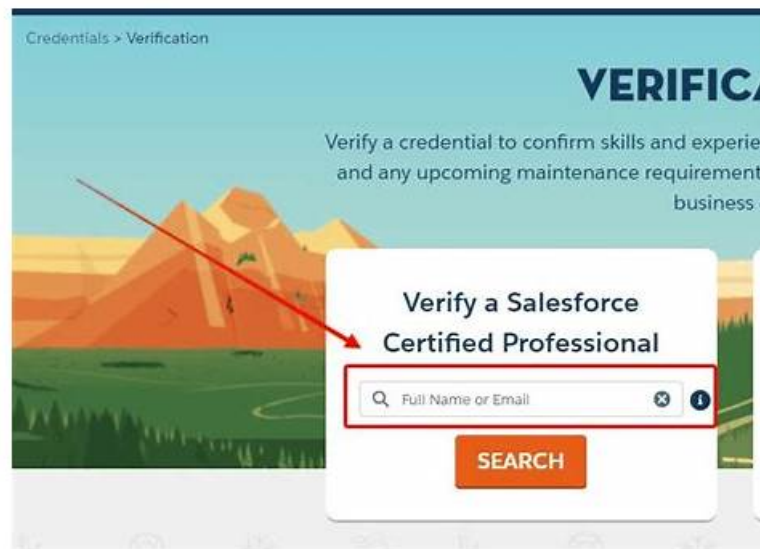 Credentials > Verification
VERIFICA
Verify a credential to confirm skills and experie
and any upcoming maintenance requirement
business
Verify a Salesforce
Certified Professional
Full Name or Email
SEARCH